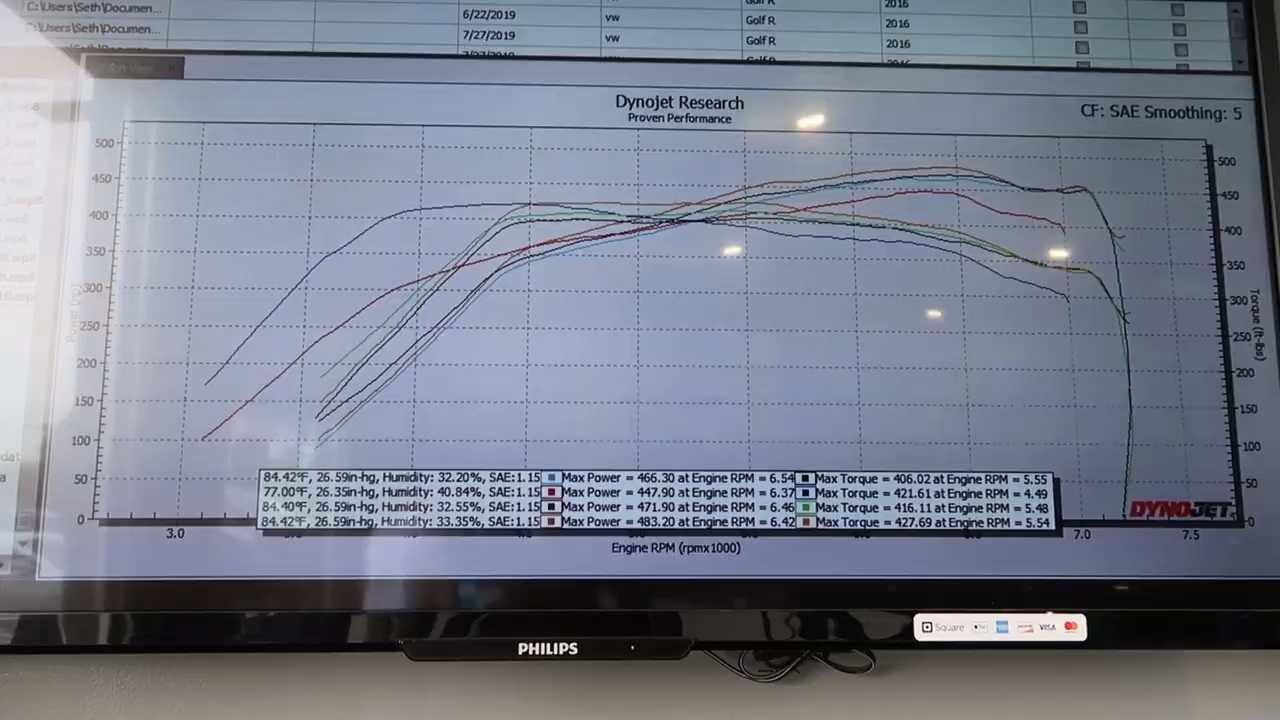 C:\Users\Seth\Documen...
Golf R 2016
C:\Users\Seth\Documen... 6/22/2019 vw Golf R 2016
7/27/2019 vw Golf R 2016
Dynojet Research
Proven Performance
CF: SAE Smoothing: 5
500 500
450 450
400 400
350 350
300 300
250 250
200 200
150 150
100 100
50 50
0 0
Torque (ft-lbs)
84.42°F, 26.59in-hg, Humidity: 32.20%, SAE:1.15 Max Power = 466.30 at Engine RPM = 6.54 Max Torque = 406.02 at Engine RPM = 5.55
77.00°F, 26.35in-hg, Humidity: 40.84%, SAE:1.15 Max Power = 447.90 at Engine RPM = 6.37 Max Torque = 421.61 at Engine RPM = 4.49
84.40°F, 26.59in-hg, Humidity: 32.55%, SAE:1.15 Max Power = 471.90 at Engine RPM = 6.46 Max Torque = 416.11 at Engine RPM = 5.48
84.42°F, 26.59in-hg, Humidity: 33.35%, SAE:1.15 Max Power = 483.20 at Engine RPM = 6.42 Max Torque = 427.69 at Engine RPM = 5.54
DYNOJET
3.0 7.0 7.5
Engine RPM (rpmx1000)
PHILIPS
Square VISA